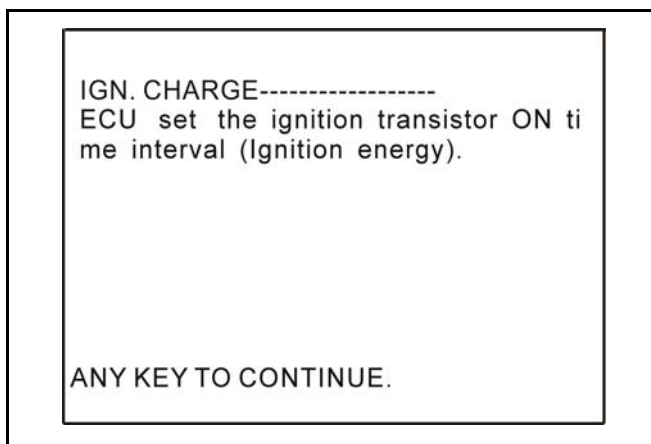 IGN. CHARGE------------------
ECU set the ignition transistor ON ti
me interval (Ignition energy).
ANY KEY TO CONTINUE.